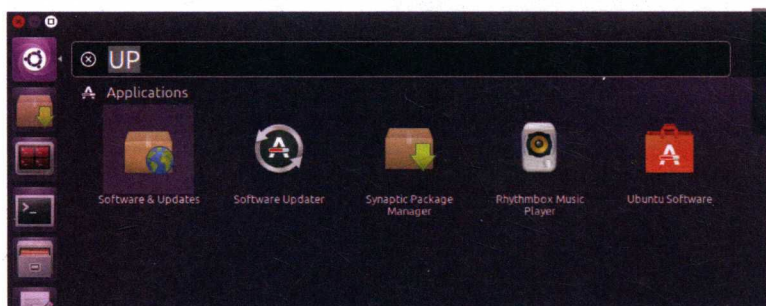 UP
Applications
Software & Updates
Software Updater
Synaptic Package
Manager
Rhythmbox Music
Player
Ubuntu Software